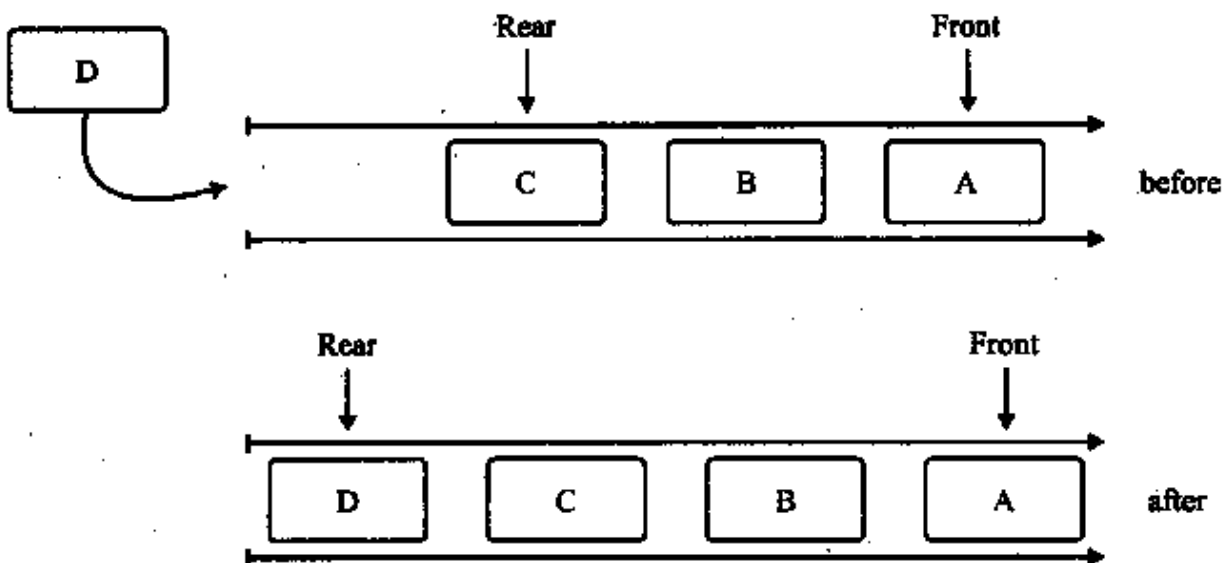 D
Rear Front
C B A before
Rear Front
D C B A after